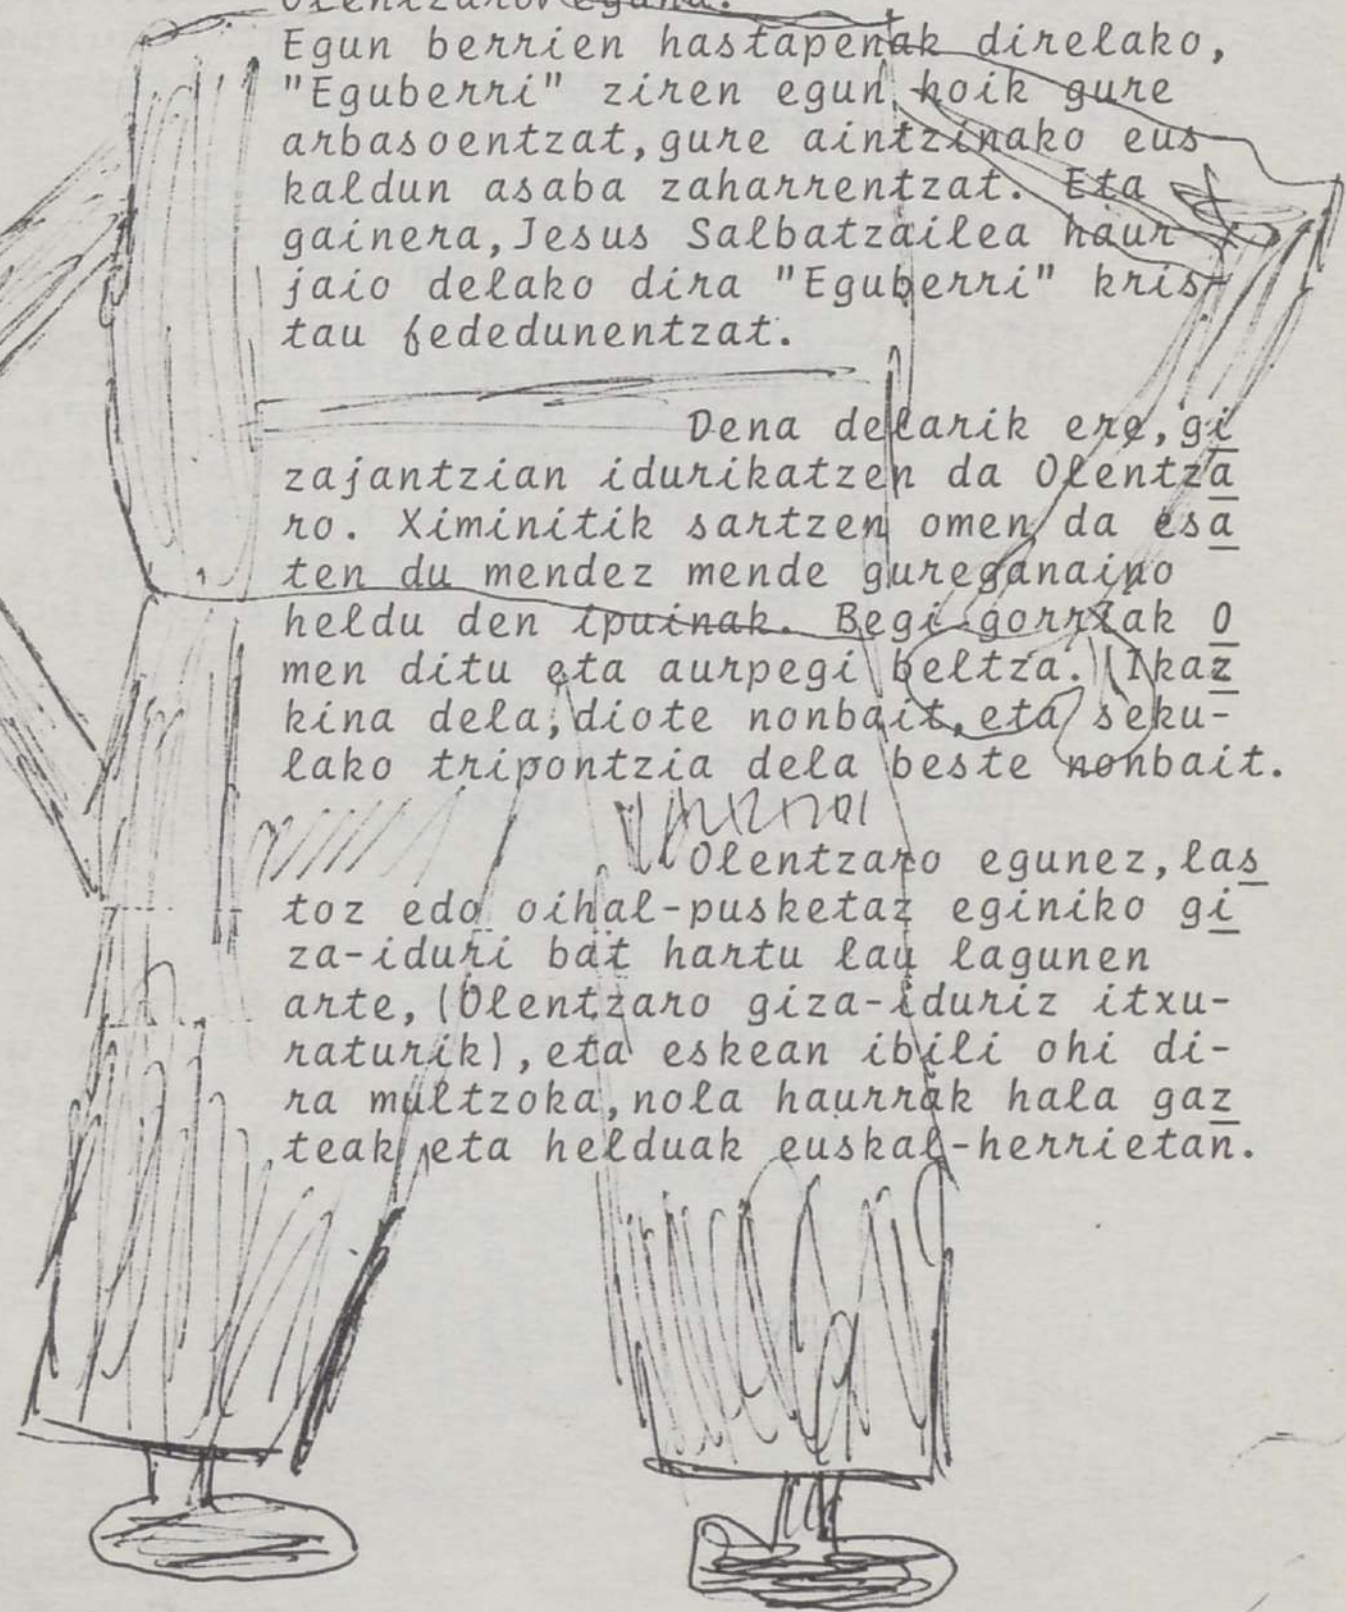 Olentzaro eguna.
Egun berrien hastapenak direlako,
"Eguberri" ziren egun hoik gure
arbasoentzat,gure aintzinako eus
kaldun asaba zaharrentzat. Eta
gainera,Jesus Salbatzailea haur
jaio delako dira "Eguberri" kris-
tau fededunentzat.
Dena delarik ere,gi
zajantzian idurikatzen da Olentza
ro. Ximinitik sartzen omen da esa
ten du mendez mende gureganaino
heldu den ipuinak. Begi gorriak o
men ditu eta aurpegi beltza. (Ikaz
kina dela,diote nonbait,eta seku-
lako tripontzia dela beste nonbait.
Olentzaro egunez,las
toz edo oihal-pusketaz eginiko gi
za-iduri bat hartu lau lagunen
arte,(Olentzaro giza-iduriz itxu-
raturik),eta eskean ibili ohi di-
ra multzoka,nola haurrak hala gaz
teak eta helduak euskal-herrietan.